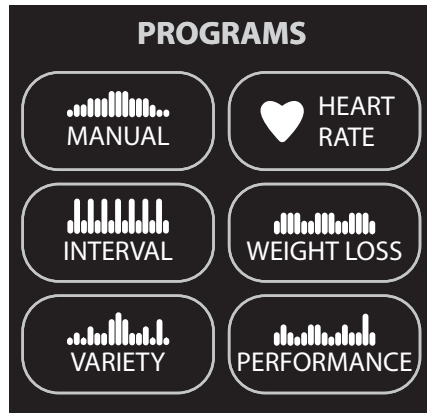 PROGRAMS
MANUAL
HEART
RATE
INTERVAL
WEIGHT LOSS
VARIETY
PERFORMANCE